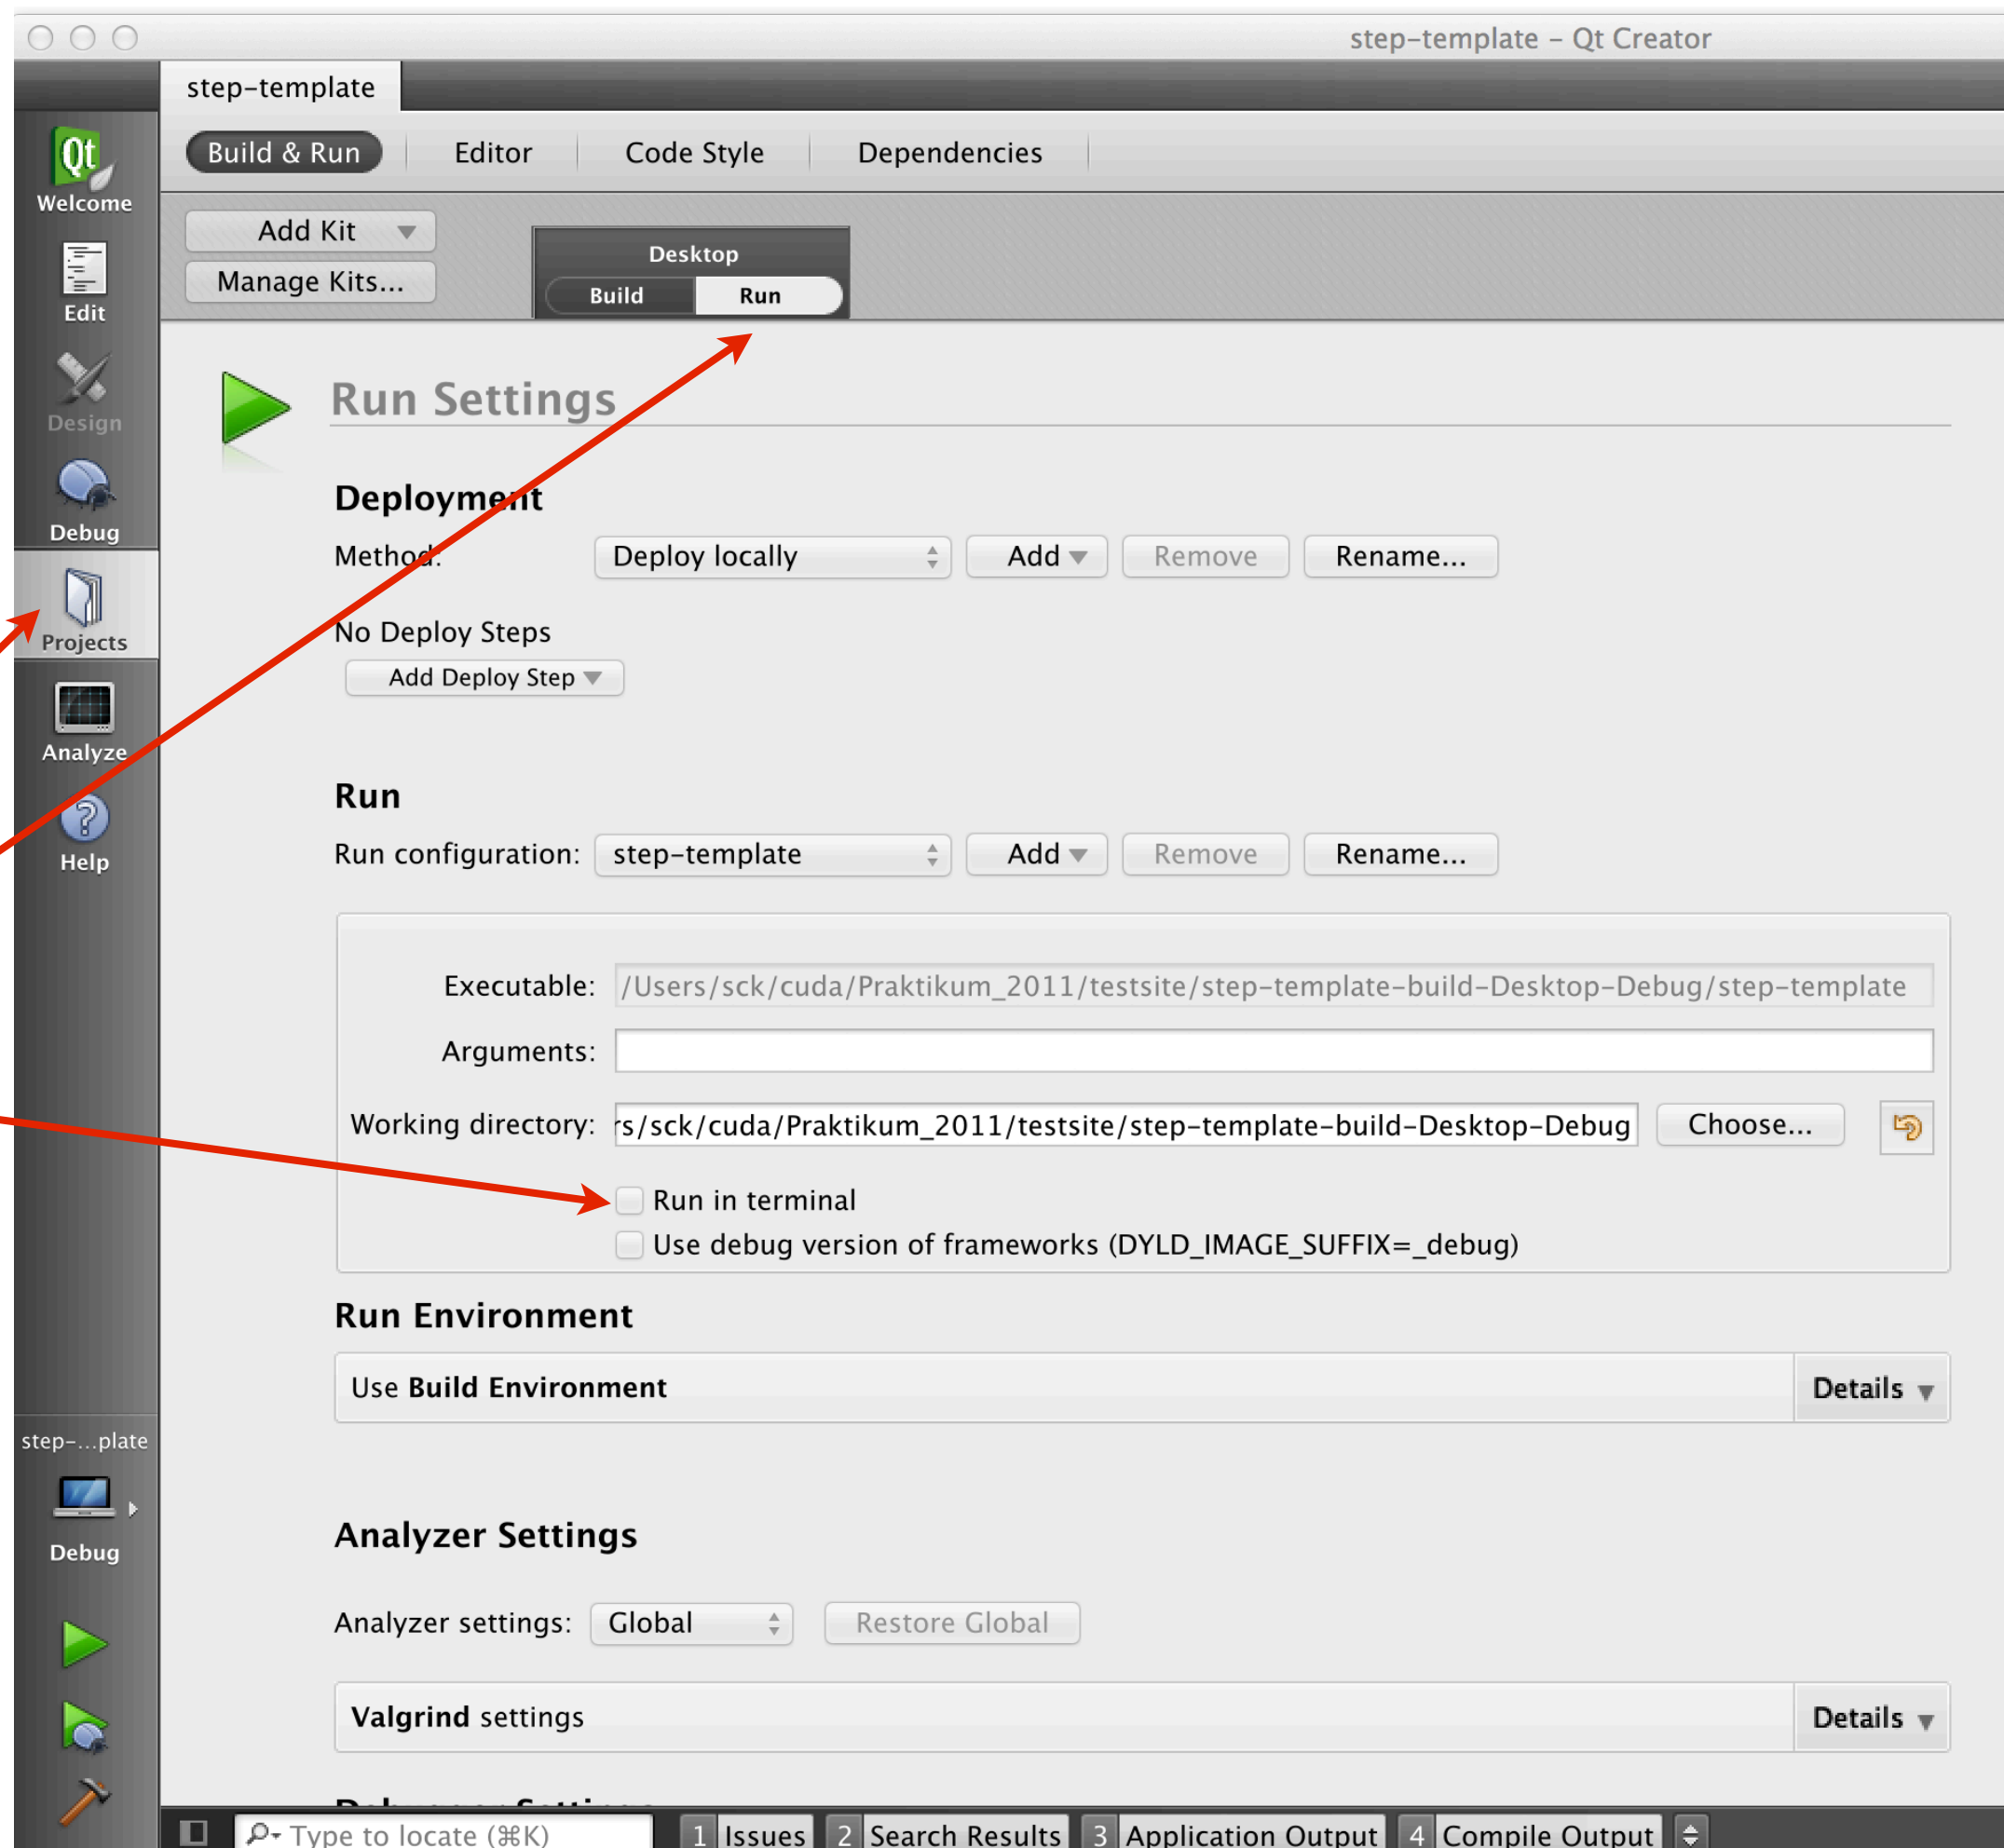 step-template – Qt Creator
step-template
Build & Run Editor Code Style Dependencies
Qt
Welcome
Edit
Design
Debug
Projects
Analyze
Help
Add Kit
Manage Kits...
Desktop
Build Run
Run Settings
Deployment
Method: Deploy locally Add Remove Rename...
No Deploy Steps
Add Deploy Step
Run
Run configuration: step-template Add Remove Rename...
Executable: /Users/sck/cuda/Praktikum_2011/testsite/step-template-build-Desktop-Debug/step-template
Arguments:
Working directory: rs/sck/cuda/Praktikum_2011/testsite/step-template-build-Desktop-Debug Choose...
Run in terminal
Use debug version of frameworks (DYLD_IMAGE_SUFFIX=_debug)
Run Environment
Use Build Environment Details
step-...plate
Debug
Analyzer Settings
Analyzer settings: Global Restore Global
Valgrind settings Details
Type to locate (⌘K) 1 Issues 2 Search Results 3 Application Output 4 Compile Output